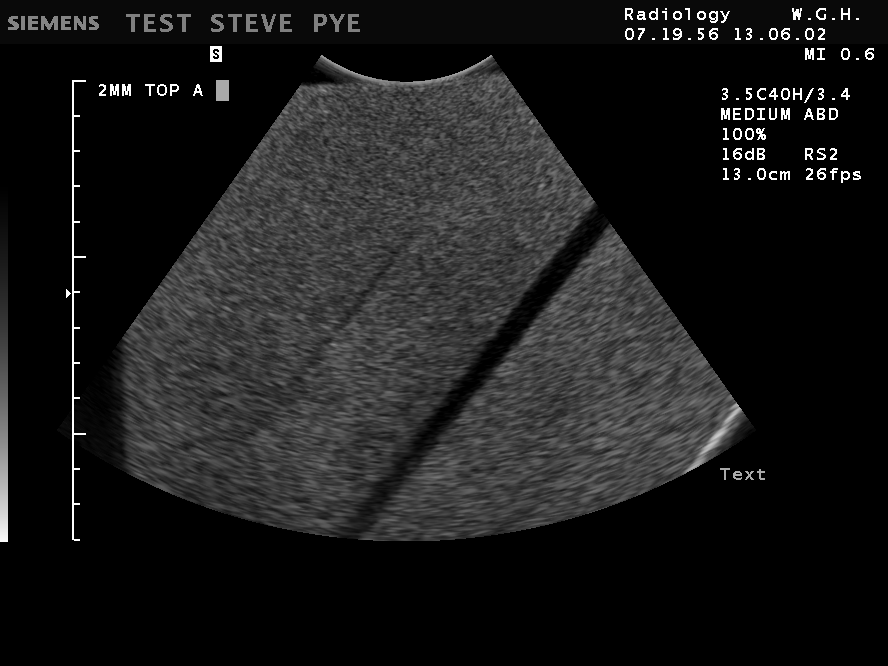 SIEMENS TEST STEVE PYE
Radiology W.G.H.
07.19.56 13.06.02
MI 0.6
S
2MM TOP A
3.5C40H/3.4
MEDIUM ABD
100%
16dB RS2
13.0cm 26fps
Text